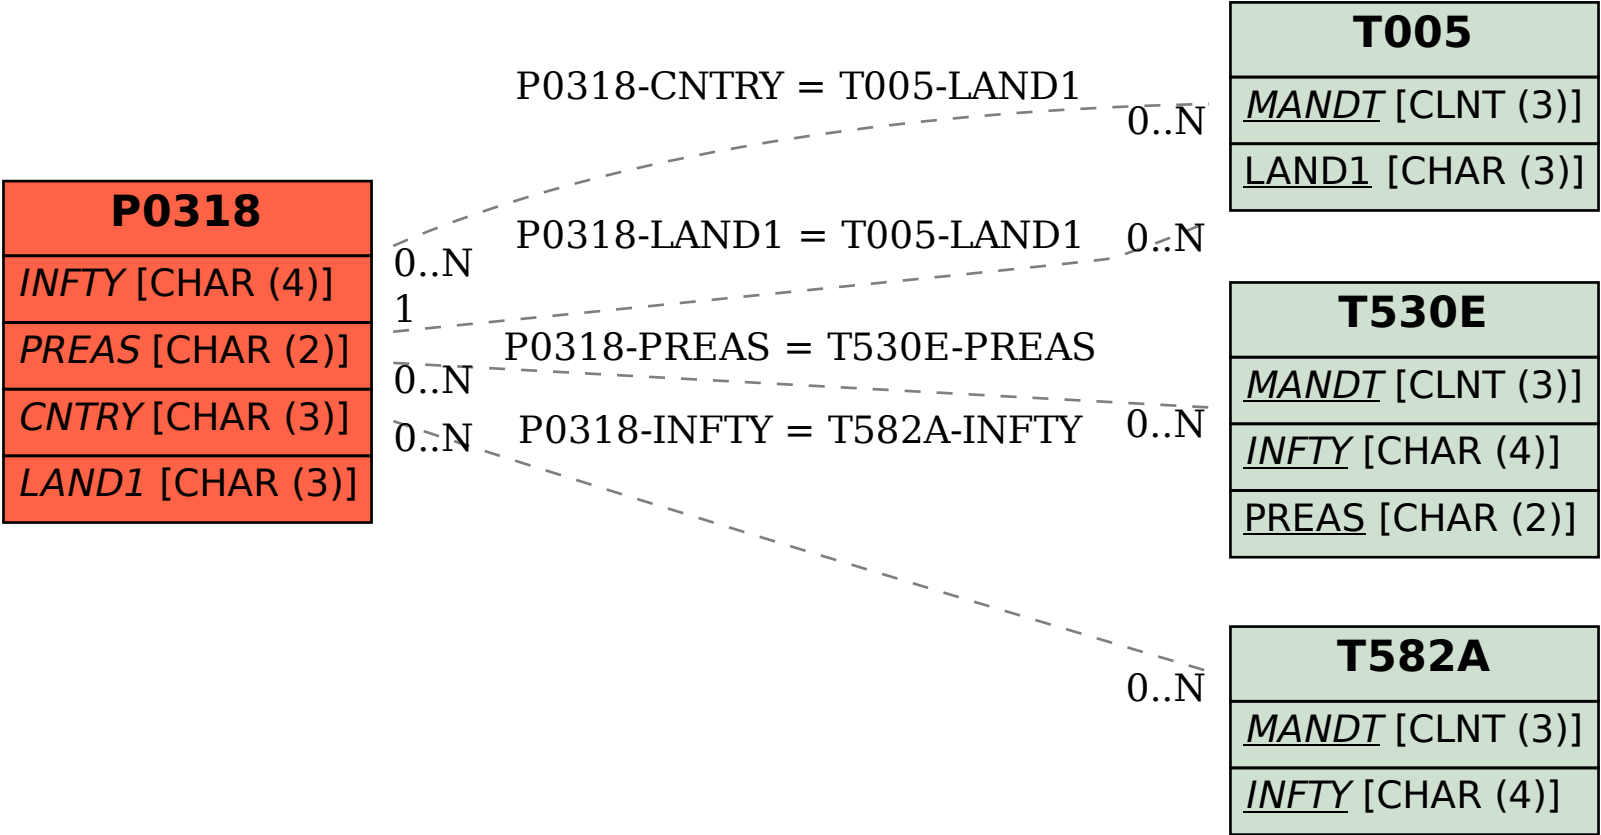 P0318
INFTY [CHAR (4)]
PREAS [CHAR (2)]
CNTRY [CHAR (3)]
LAND1 [CHAR (3)]
P0318-CNTRY = T005-LAND1
0..N
0..N
P0318-LAND1 = T005-LAND1
0..N
1
P0318-PREAS = T530E-PREAS
0..N
0..N
P0318-INFTY = T582A-INFTY
0..N
0..N
T005
MANDT [CLNT (3)]
LAND1 [CHAR (3)]
T530E
MANDT [CLNT (3)]
INFTY [CHAR (4)]
PREAS [CHAR (2)]
T582A
MANDT [CLNT (3)]
INFTY [CHAR (4)]